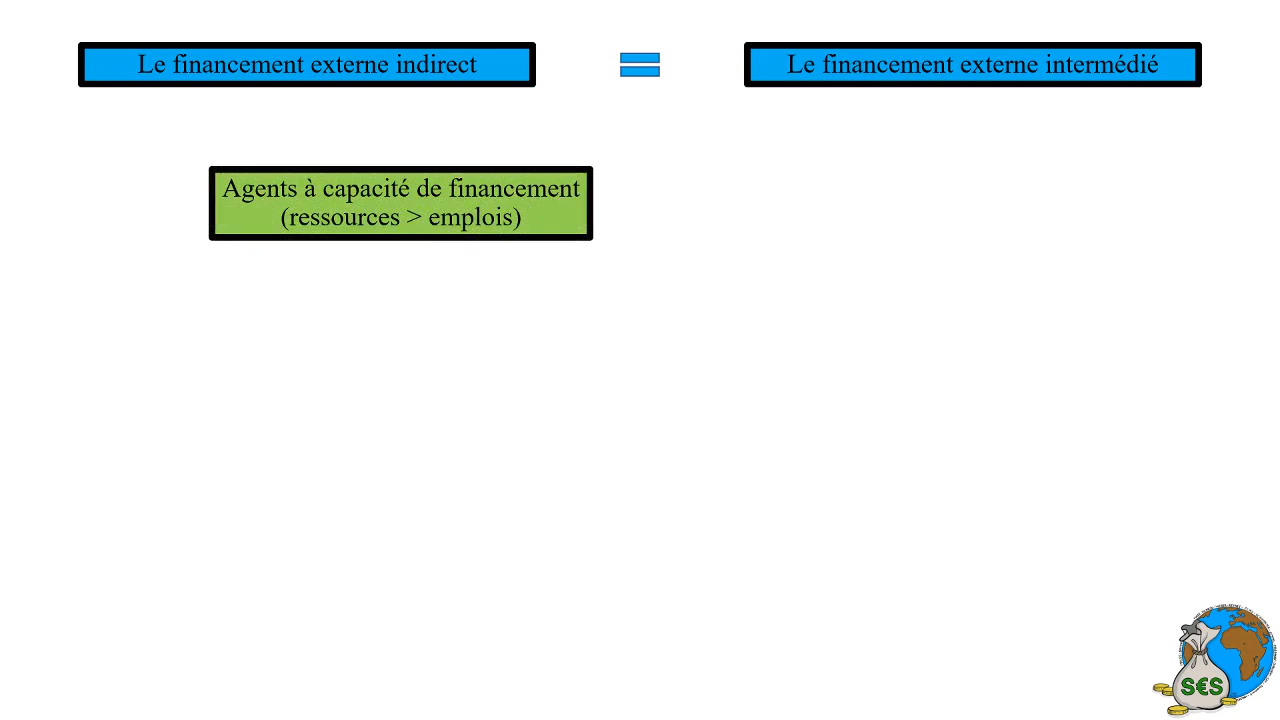 Le financement externe indirect
=
Le financement externe intermédié
Agents à capacité de financement
(ressources > emplois)
S€S